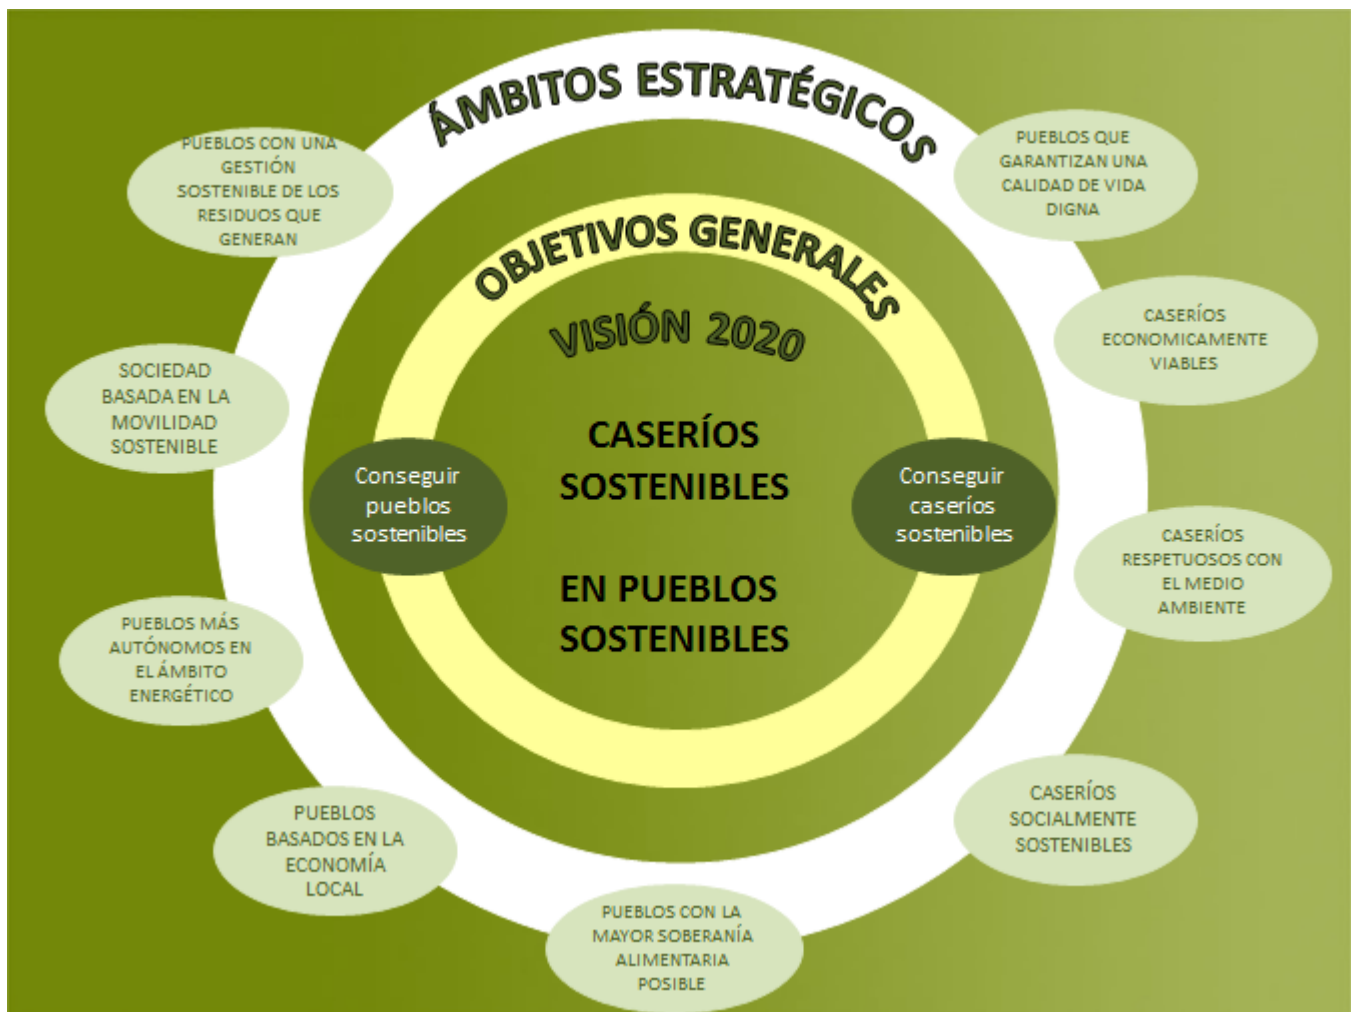 ÁMBITOS ESTRATÉGICOS
OBJETIVOS GENERALES
VISIÓN 2020
CASERÍOS
SOSTENIBLES
EN PUEBLOS
SOSTENIBLES
Conseguir
pueblos
sostenibles
Conseguir
caseríos
sostenibles
PUEBLOS QUE
GARANTIZAN UNA
CALIDAD DE VIDA
DIGNA
CASERÍOS
ECONOMICAMENTE
VIABLES
CASERÍOS
RESPETUOSOS CON
EL MEDIO
AMBIENTE
CASERÍOS
SOCIALMENTE
SOSTENIBLES
PUEBLOS CON LA
MAYOR SOBERANÍA
ALIMENTARIA
POSIBLE
PUEBLOS
BASADOS EN LA
ECONOMÍA
LOCAL
PUEBLOS MÁS
AUTÓNOMOS EN
EL ÁMBITO
ENERGÉTICO
SOCIEDAD
BASADA EN LA
MOVILIDAD
SOSTENIBLE
PUEBLOS CON UNA
GESTIÓN
SOSTENIBLE DE LOS
RESIDUOS QUE
GENERAN